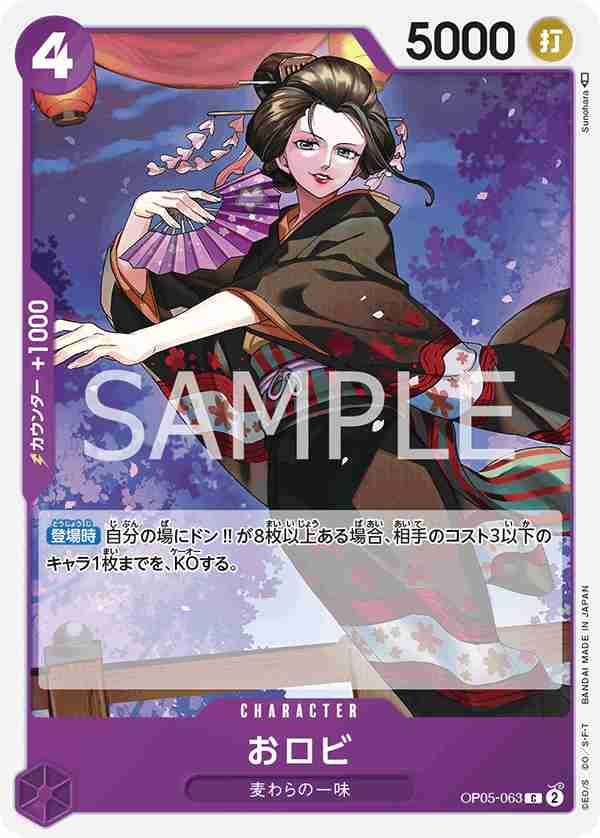 4
5000
打
Sunohara
カウンター +1000
SAMPLE
登場時 自分の場にドン!!が8枚以上ある場合、相手のコスト3以下の
キャラ1枚までを、KOする。
CHARACTER
おロビ
麦わらの一味
OP05-063 C 2
©EO/S ©O/S・F・T BANDAI MADE IN JAPAN